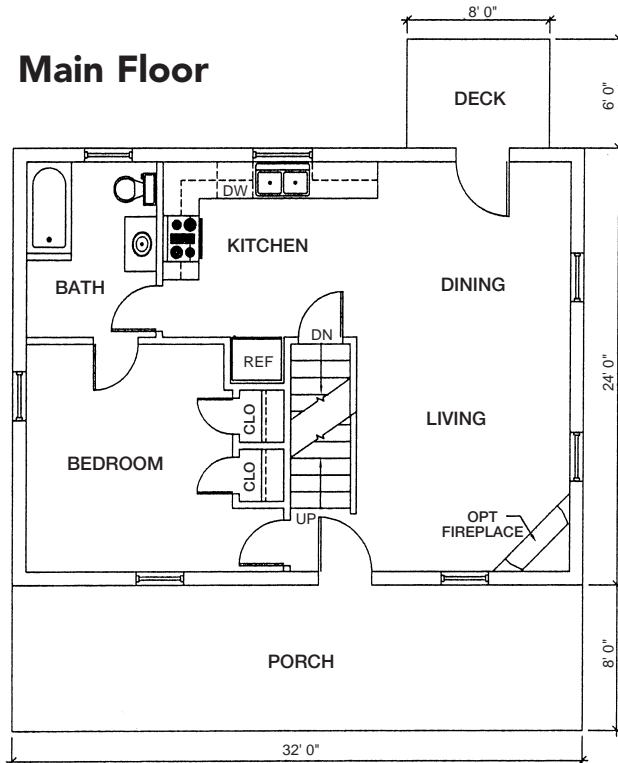 8' 0"
Main Floor
DECK
6' 0"
DW
KITCHEN
BATH
DINING
DN
REF
24' 0"
CLO
LIVING
BEDROOM
CLO
UP
OPT
FIREPLACE
PORCH
8' 0"
32' 0"